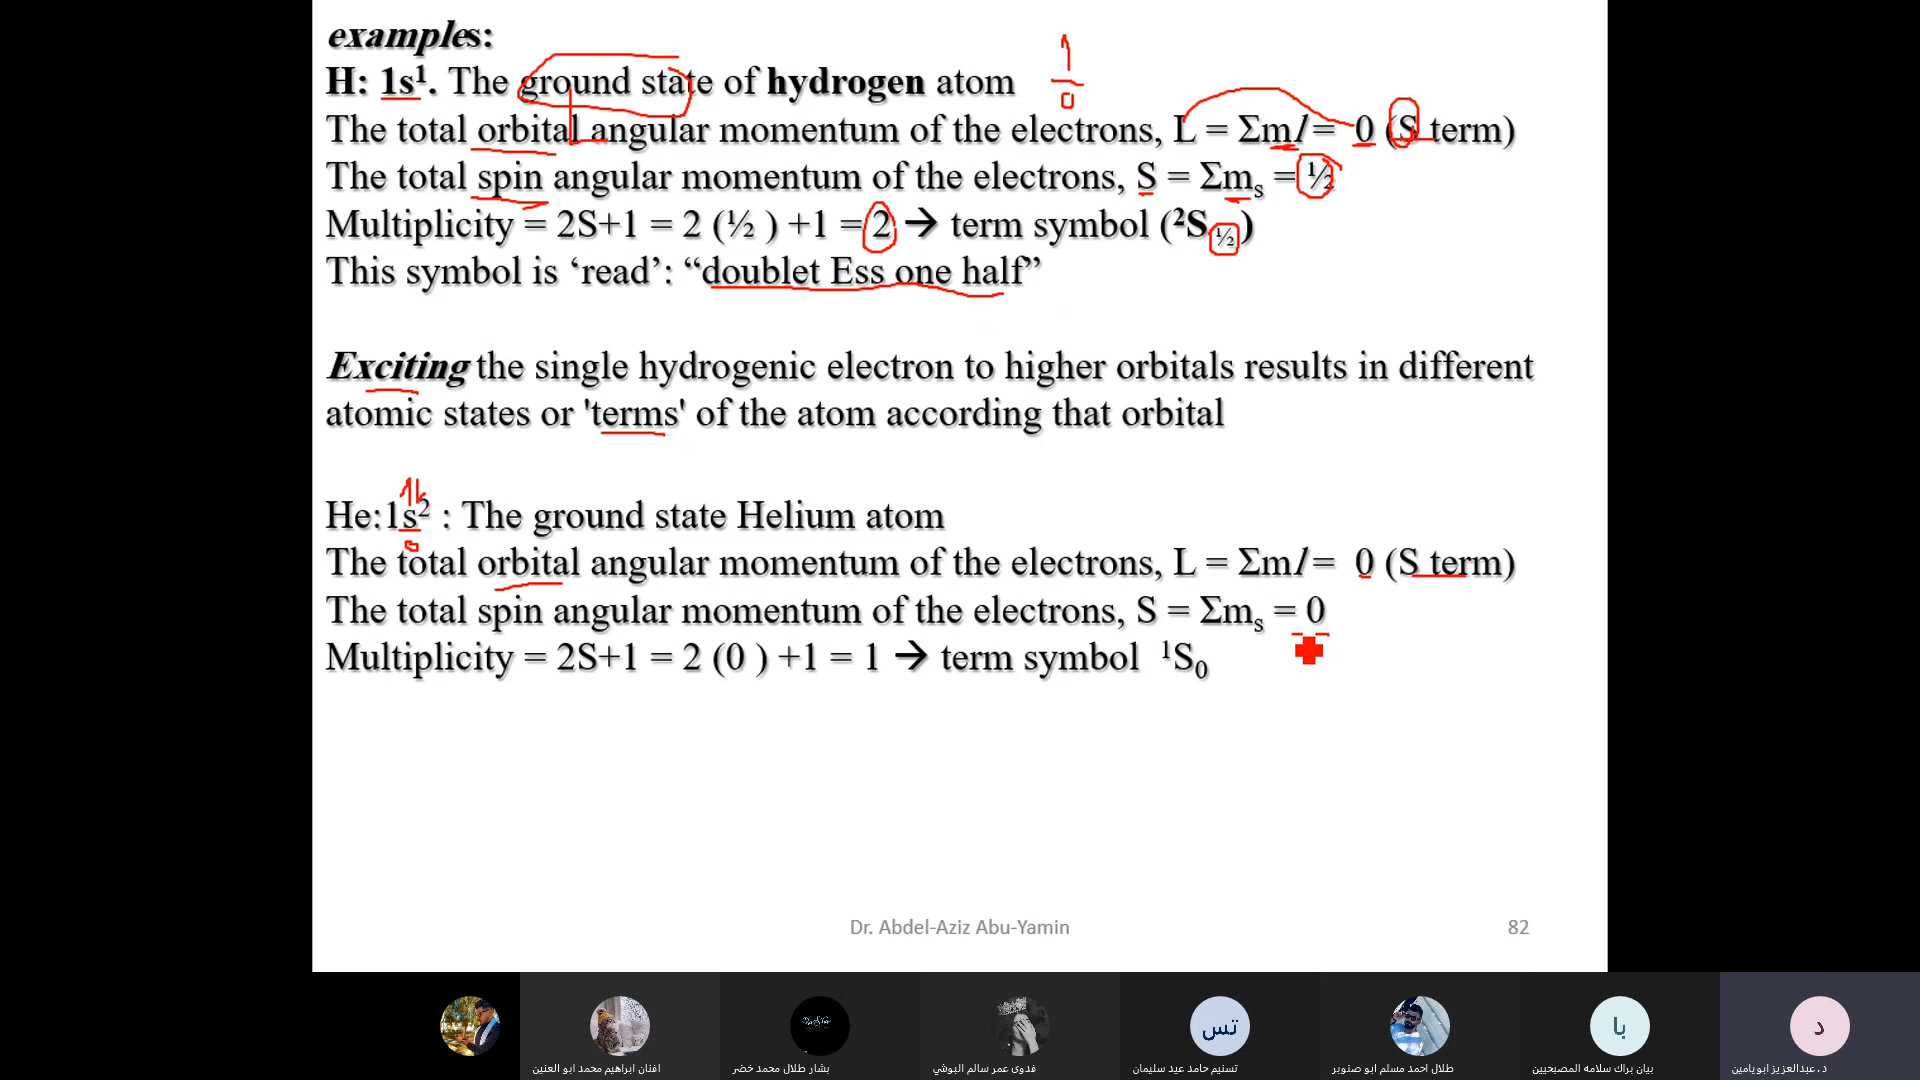 examples:
H: 1s¹. The ground state of hydrogen atom
1
0
The total orbital angular momentum of the electrons, L = Σml = 0 (S term)
The total spin angular momentum of the electrons, S = Σmₛ = ½
Multiplicity = 2S+1 = 2 (½ ) +1 = 2 → term symbol (²S½)
This symbol is ‘read’: “doublet Ess one half”
Exciting the single hydrogenic electron to higher orbitals results in different
atomic states or 'terms' of the atom according that orbital
He:1s² : The ground state Helium atom
The total orbital angular momentum of the electrons, L = Σml = 0 (S term)
The total spin angular momentum of the electrons, S = Σmₛ = 0
Multiplicity = 2S+1 = 2 (0 ) +1 = 1 → term symbol ¹S₀
Dr. Abdel-Aziz Abu-Yamin
82
تس
با
د
افنان ابراهيم محمد ابو العنين
بشار طلال محمد خضر
فدوى عمر سالم البوشي
تسنيم حامد عيد سليمان
طلال احمد مسلم ابو صنوبر
بيان براك سلامه المصبحيين
د.عبدالعزيز ابويامين